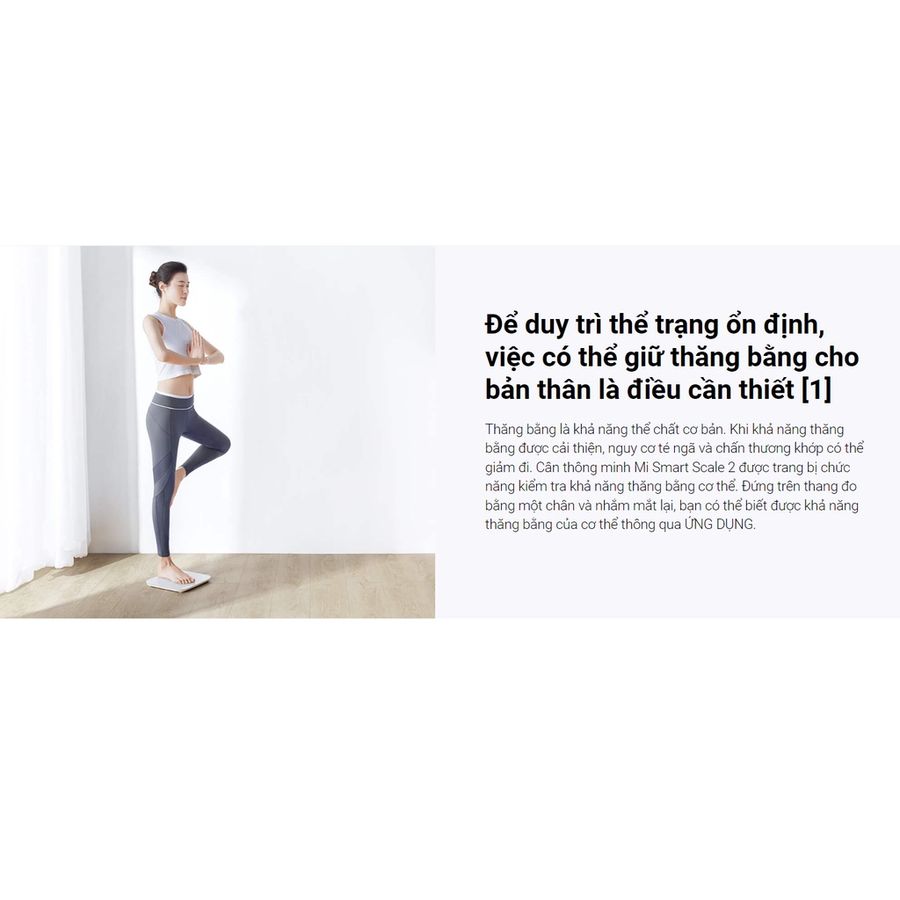 Để duy trì thể trạng ổn định,
việc có thể giữ thăng bằng cho
bản thân là điều cần thiết [1]
Thăng bằng là khả năng thể chất cơ bản. Khi khả năng thăng
bằng được cải thiện, nguy cơ té ngã và chấn thương khớp có thể
giảm đi. Cân thông minh Mi Smart Scale 2 được trang bị chức
năng kiểm tra khả năng thăng bằng cơ thể. Đứng trên thang đo
bằng một chân và nhắm mắt lại, bạn có thể biết được khả năng
thăng bằng của cơ thể thông qua ỨNG DỤNG.